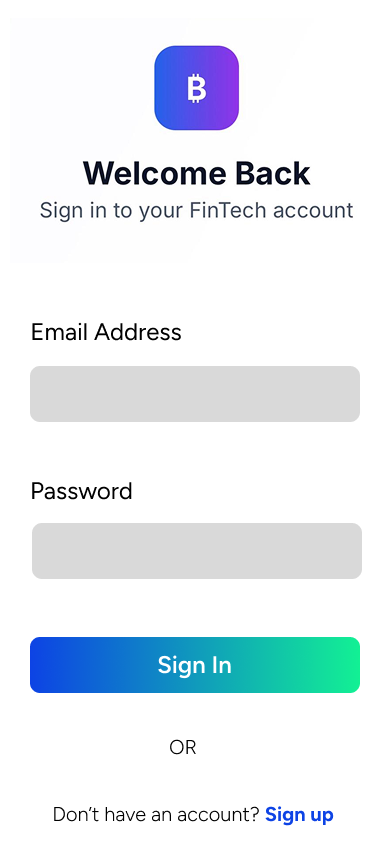 ₿
Welcome Back
Sign in to your FinTech account
Email Address
Password
Sign In
OR
Don’t have an account? Sign up